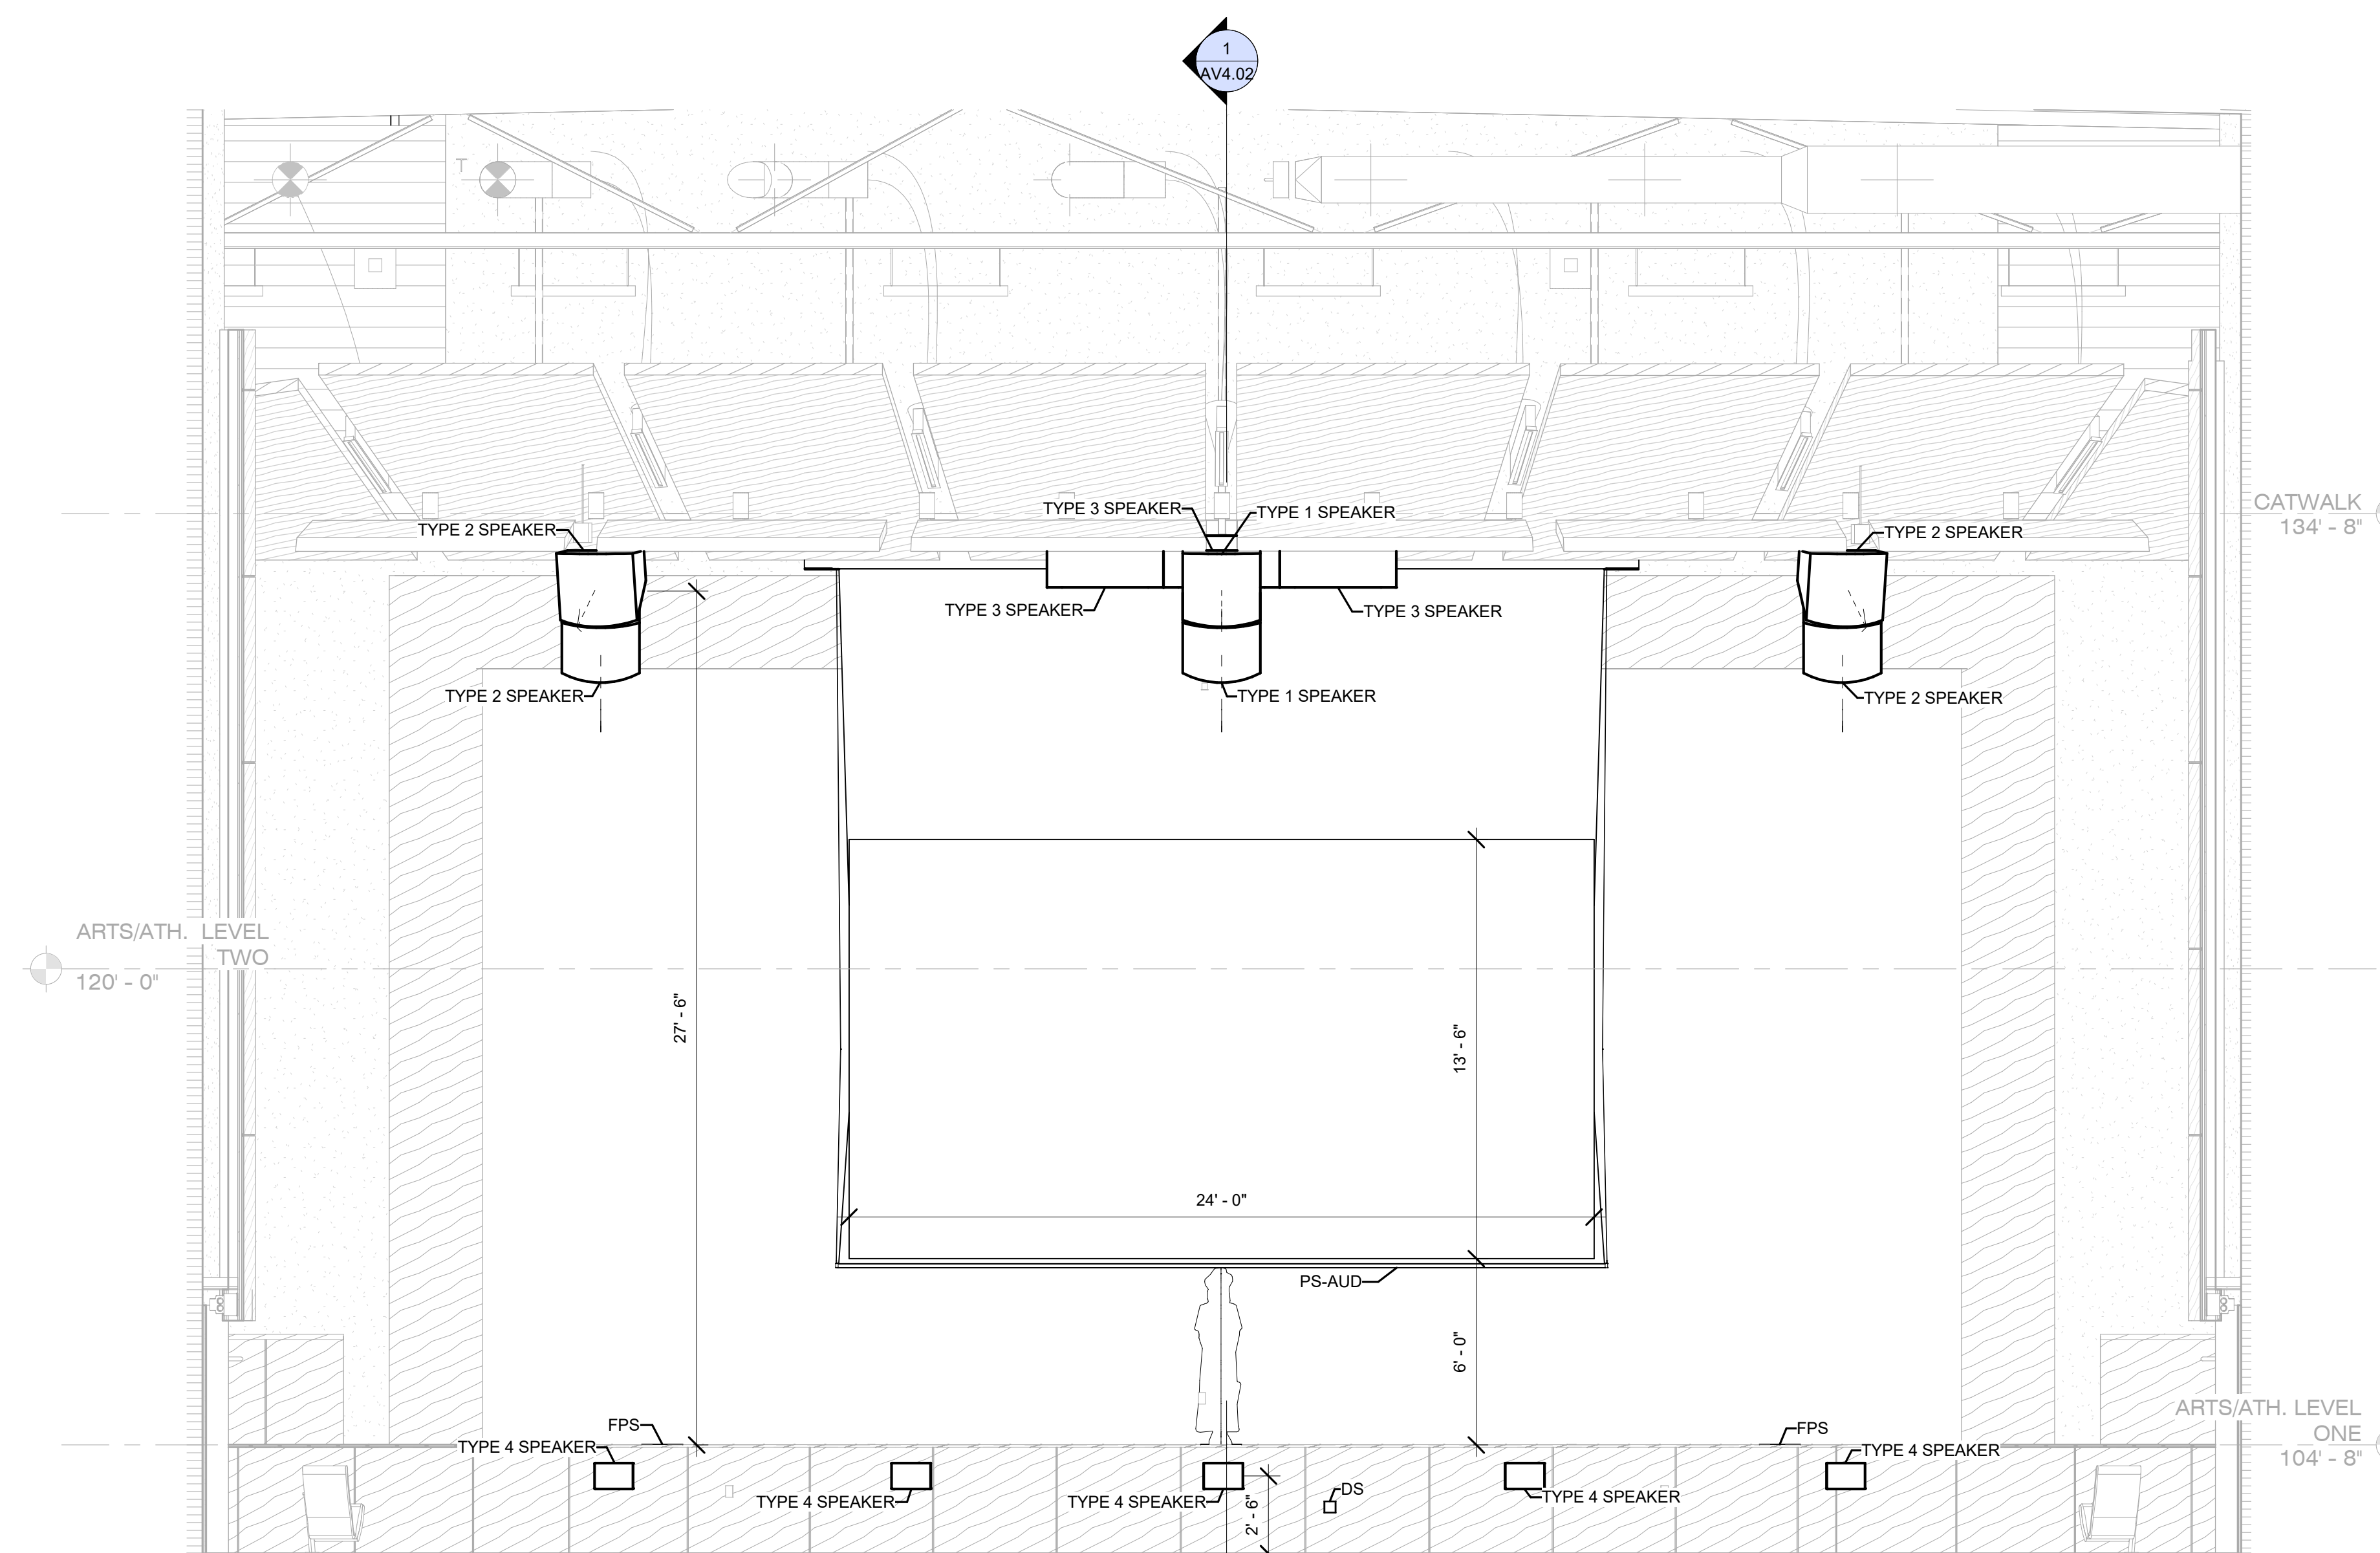 1
AV4.02
CATWALK
134' - 8"
TYPE 3 SPEAKER
TYPE 1 SPEAKER
TYPE 2 SPEAKER
TYPE 2 SPEAKER
TYPE 3 SPEAKER
TYPE 3 SPEAKER
TYPE 2 SPEAKER
TYPE 1 SPEAKER
TYPE 2 SPEAKER
ARTS/ATH. LEVEL
TWO
120' - 0"
27' - 6"
13' - 6"
24' - 0"
PS-AUD
6' - 0"
ARTS/ATH. LEVEL
ONE
104' - 8"
FPS
FPS
TYPE 4 SPEAKER
TYPE 4 SPEAKER
TYPE 4 SPEAKER
TYPE 4 SPEAKER
TYPE 4 SPEAKER
DS
2' - 6"
T